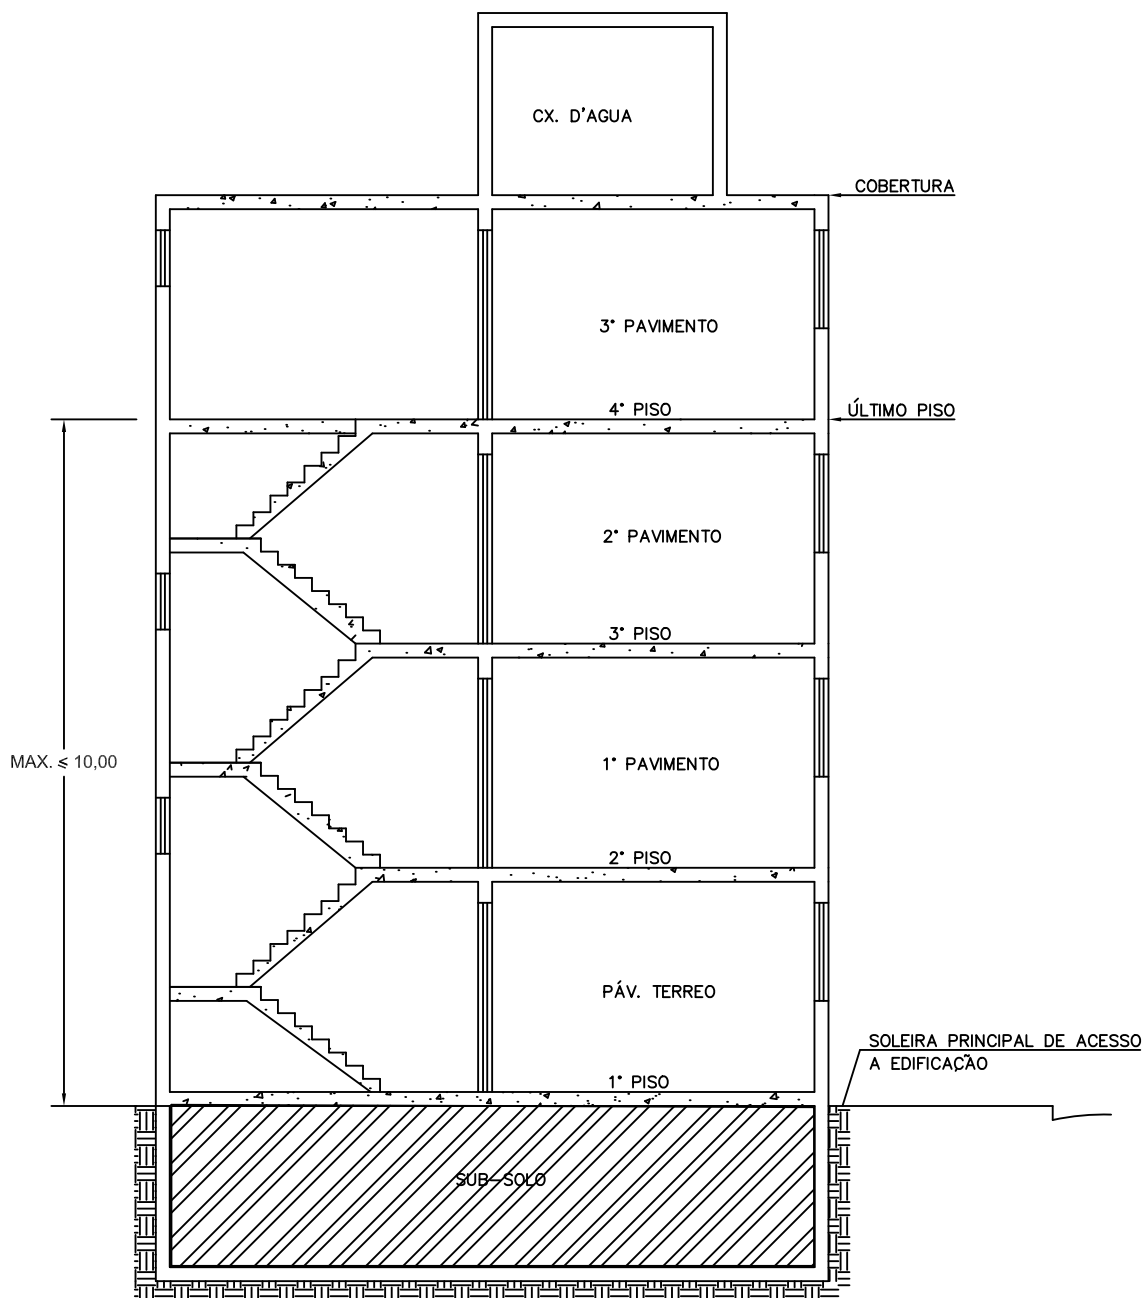 CX. D'AGUA
COBERTURA
3° PAVIMENTO
4° PISO
ÚLTIMO PISO
2° PAVIMENTO
3° PISO
MAX. ≤ 10,00
1° PAVIMENTO
2° PISO
PÁV. TERREO
SOLEIRA PRINCIPAL DE ACESSO
A EDIFICAÇÃO
1° PISO
SUB-SOLO